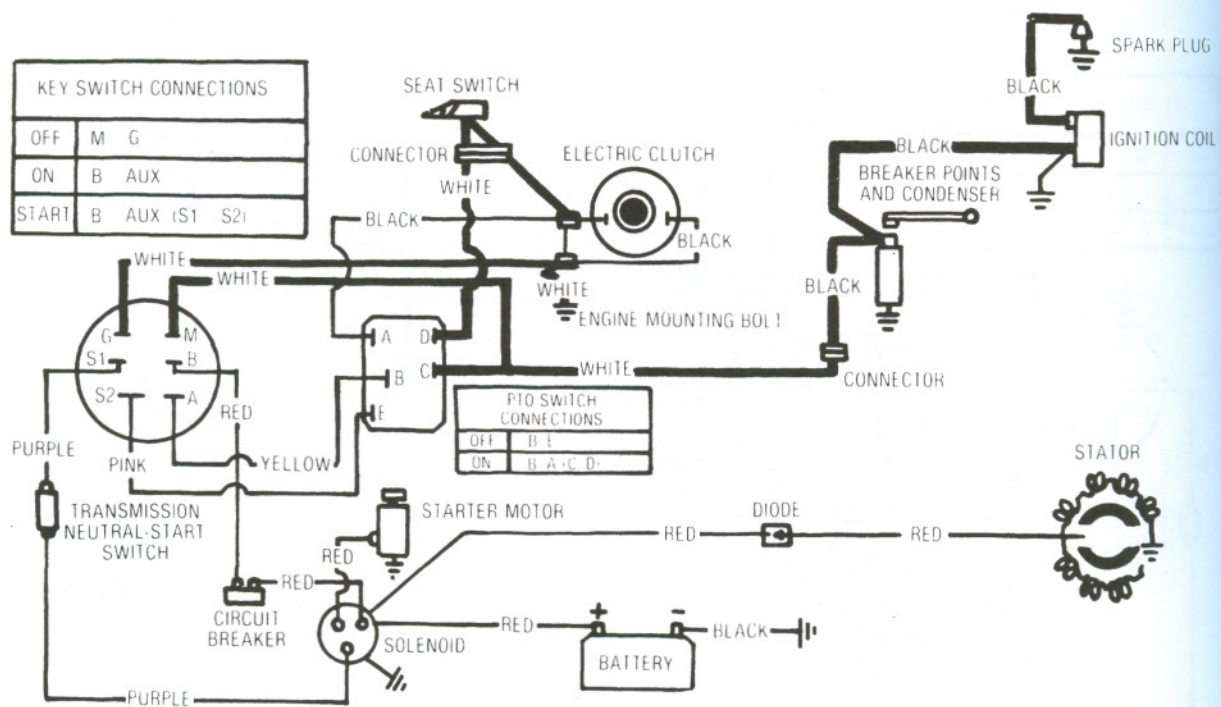 SPARK PLUG
BLACK
IGNITION COIL
KEY SWITCH CONNECTIONS
OFF M G
ON B AUX
START B AUX (S1 S2)
SEAT SWITCH
CONNECTOR
WHITE
ELECTRIC CLUTCH
BLACK
BREAKER POINTS
AND CONDENSER
BLACK
BLACK
WHITE
WHITE
WHITE
ENGINE MOUNTING BOLT
BLACK
G
M
S1
B
S2
A
A
D
B
C
E
WHITE
CONNECTOR
RED
PTO SWITCH
CONNECTIONS
OFF B E
ON B A (C D)
PURPLE
PINK
YELLOW
STATOR
TRANSMISSION
NEUTRAL-START
SWITCH
STARTER MOTOR
DIODE
RED
RED
RED
RED
CIRCUIT
BREAKER
SOLENOID
RED
+
-
BLACK
BATTERY
PURPLE